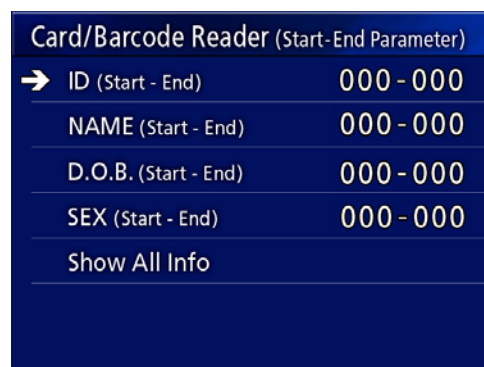 Card/Barcode Reader (Start-End Parameter)
ID (Start - End) 000-000
NAME (Start - End) 000-000
D.O.B. (Start - End) 000-000
SEX (Start - End) 000-000
Show All Info